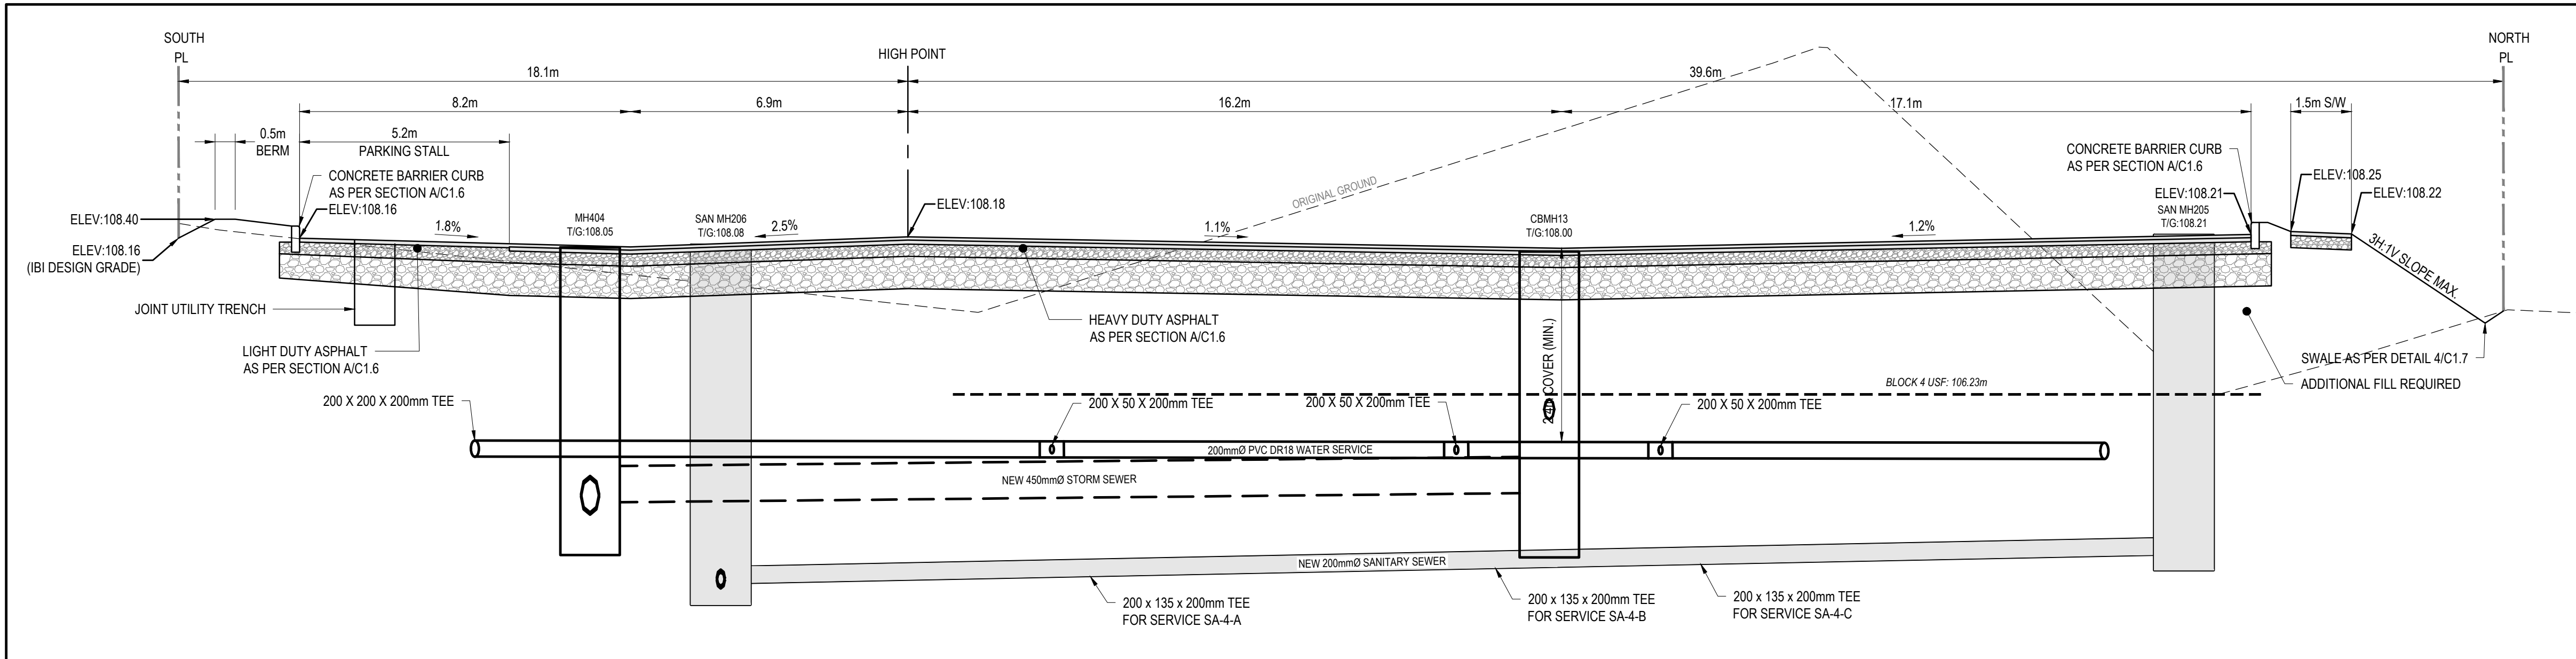 SOUTH
PL
HIGH POINT
NORTH
PL
18.1m
39.6m
8.2m
6.9m
16.2m
17.1m
1.5m S/W
0.5m
BERM
5.2m
PARKING STALL
CONCRETE BARRIER CURB
AS PER SECTION A/C1.6
ELEV:108.16
ELEV:108.40
ELEV:108.16
(IBI DESIGN GRADE)
1.8%
MH404
T/G:108.05
SAN MH206
T/G:108.08
2.5%
ELEV:108.18
1.1%
ORIGINAL GROUND
CBMH13
T/G:108.00
1.2%
CONCRETE BARRIER CURB
AS PER SECTION A/C1.6
ELEV:108.21
SAN MH205
T/G:108.21
ELEV:108.25
ELEV:108.22
3H:1V SLOPE MAX.
JOINT UTILITY TRENCH
LIGHT DUTY ASPHALT
AS PER SECTION A/C1.6
HEAVY DUTY ASPHALT
AS PER SECTION A/C1.6
COVER (MIN.)
SWALE AS PER DETAIL 4/C1.7
ADDITIONAL FILL REQUIRED
BLOCK 4 USF: 106.23m
200 X 200 X 200mm TEE
200 X 50 X 200mm TEE
200 X 50 X 200mm TEE
200 X 50 X 200mm TEE
200mmØ PVC DR18 WATER SERVICE
NEW 450mmØ STORM SEWER
NEW 200mmØ SANITARY SEWER
200 x 135 x 200mm TEE
FOR SERVICE SA-4-A
200 x 135 x 200mm TEE
FOR SERVICE SA-4-B
200 x 135 x 200mm TEE
FOR SERVICE SA-4-C